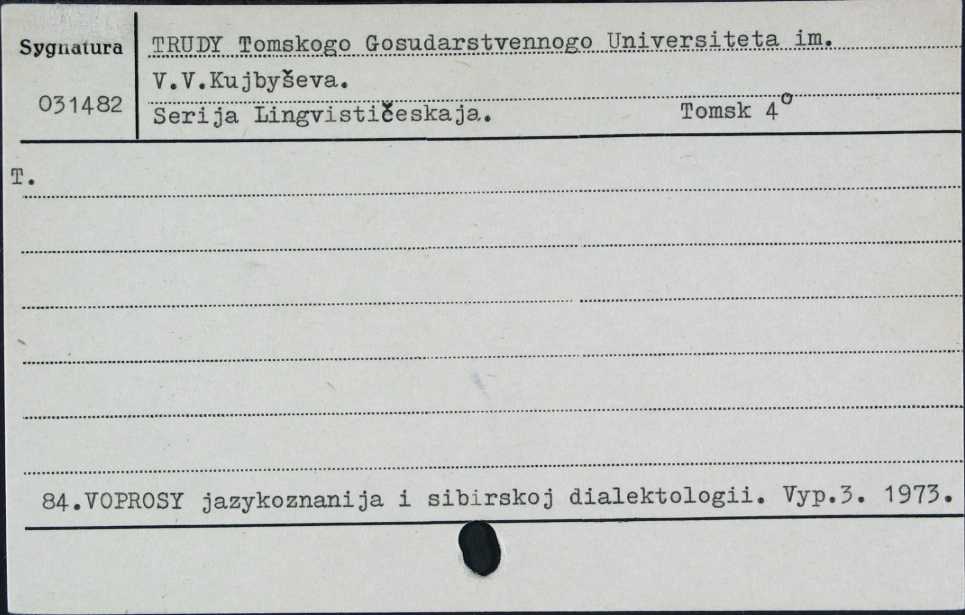 Sygnatura
TRUDY Tomskogo Gosudarstvennogo Universiteta im.
V.V.Kujbyševa.
031482
Serija Lingvističeskaja. Tomsk 4º
T.
84.VOPROSY jazykoznanija i sibirskoj dialektologii. Vyp.3. 1973.